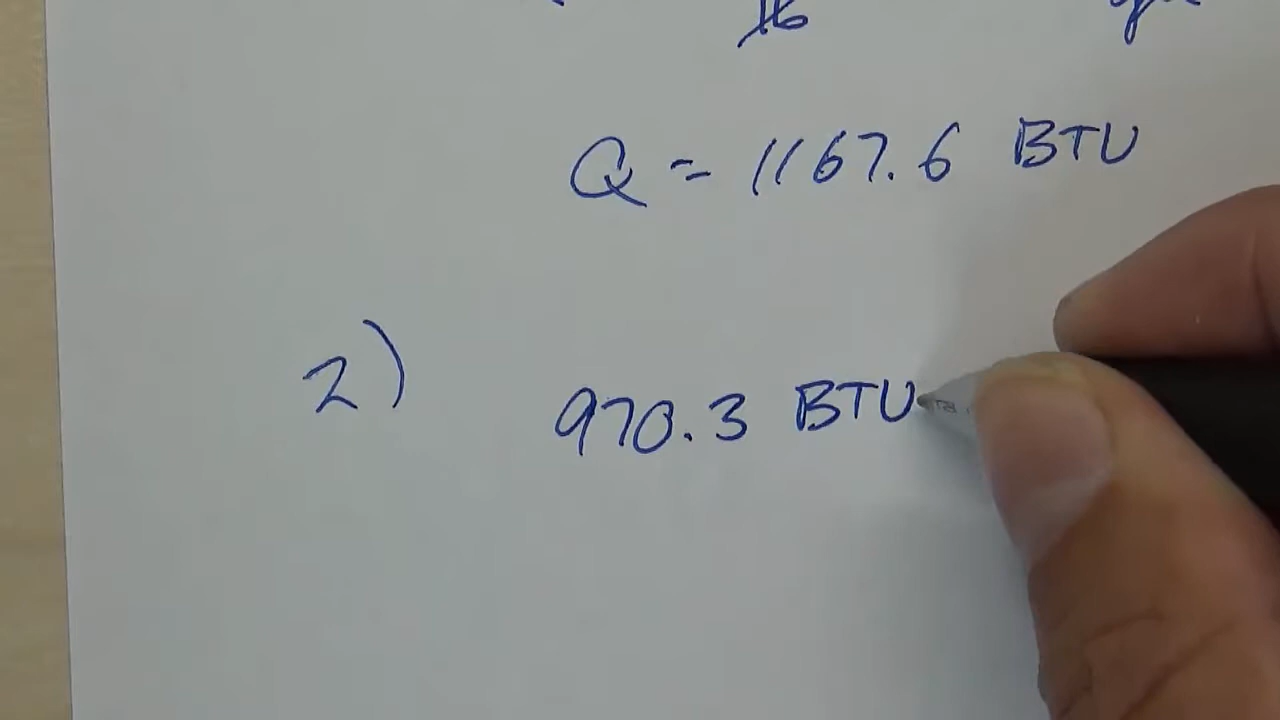 Q = 1167.6 BTU
2) 970.3 BTU